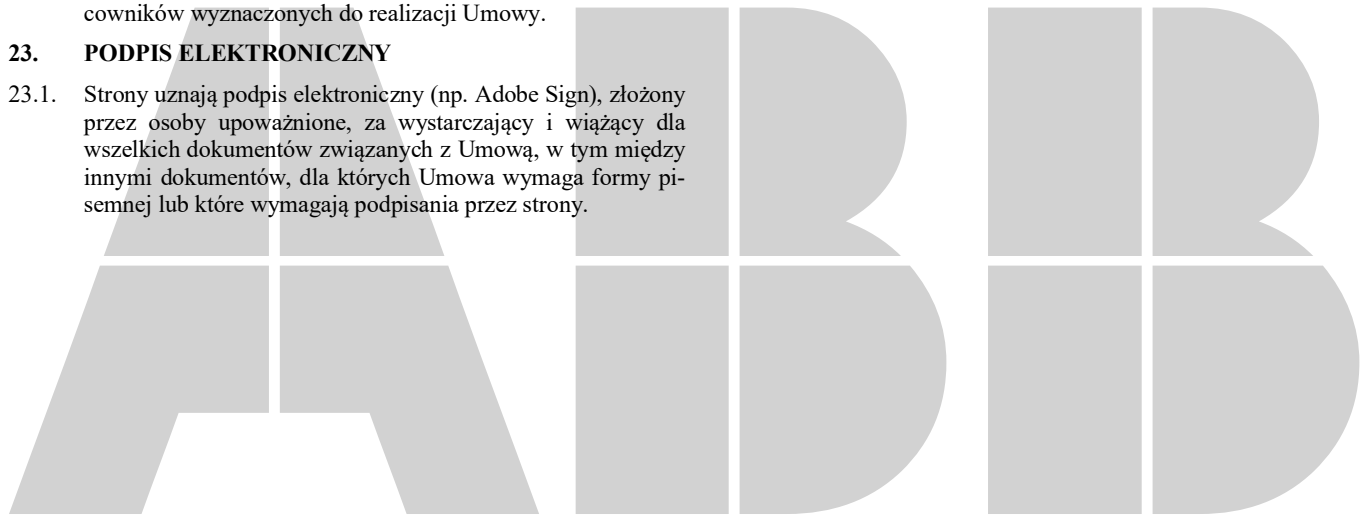 cowników wyznaczonych do realizacji Umowy.
23. PODPIS ELEKTRONICZNY
23.1. Strony uznają podpis elektroniczny (np. Adobe Sign), złożony
przez osoby upoważnione, za wystarczający i wiążący dla
wszelkich dokumentów związanych z Umową, w tym między
innymi dokumentów, dla których Umowa wymaga formy pi-
semnej lub które wymagają podpisania przez strony.
ABB